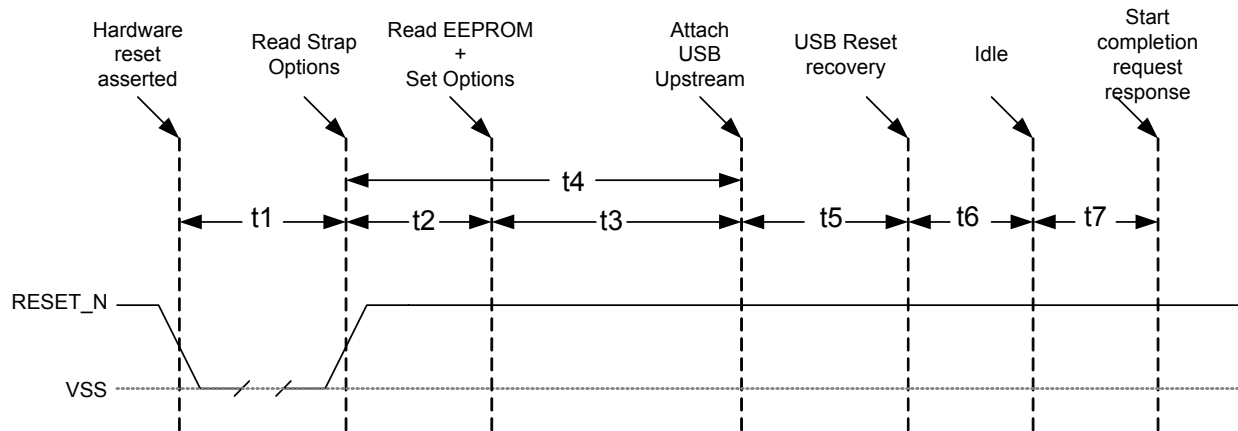 Hardware
reset
asserted
Read Strap
Options
Read EEPROM
+
Set Options
Attach
USB
Upstream
USB Reset
recovery
Idle
Start
completion
request
response
t4
t1
t2
t3
t5
t6
t7
RESET_N
VSS